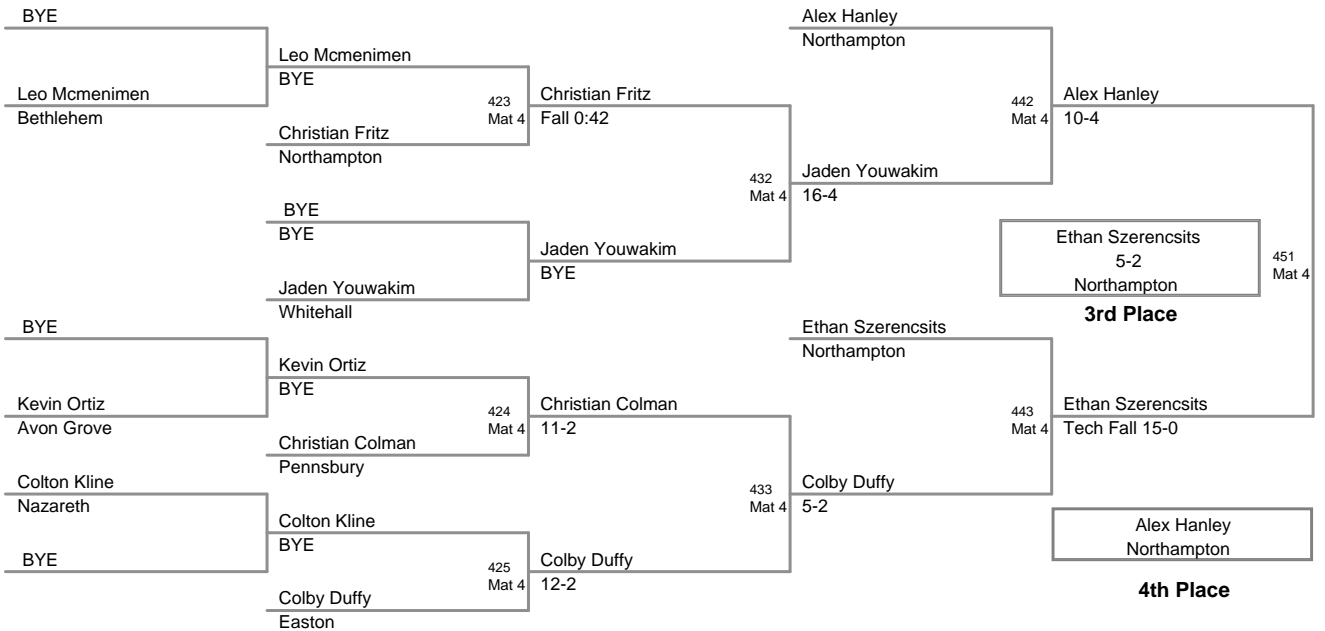 BYE
Alex Hanley
Northampton
Leo Mcmenimen
BYE
Leo Mcmenimen
Bethlehem
423
Mat 4
Christian Fritz
Fall 0:42
442
Mat 4
Alex Hanley
10-4
Christian Fritz
Northampton
432
Mat 4
Jaden Youwakim
16-4
BYE
BYE
Jaden Youwakim
BYE
Ethan Szerencsits
5-2
Northampton
451
Mat 4
3rd Place
Jaden Youwakim
Whitehall
BYE
Ethan Szerencsits
Northampton
Kevin Ortiz
BYE
Kevin Ortiz
Avon Grove
424
Mat 4
Christian Colman
11-2
443
Mat 4
Ethan Szerencsits
Tech Fall 15-0
Christian Colman
Pennsbury
Colton Kline
Nazareth
433
Mat 4
Colby Duffy
5-2
Colton Kline
BYE
Alex Hanley
Northampton
BYE
425
Mat 4
Colby Duffy
12-2
4th Place
Colby Duffy
Easton